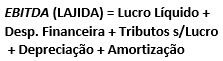 EBITDA (LAJIDA) = Lucro Líquido +
Desp. Financeira + Tributos s/Lucro
+ Depreciação + Amortização